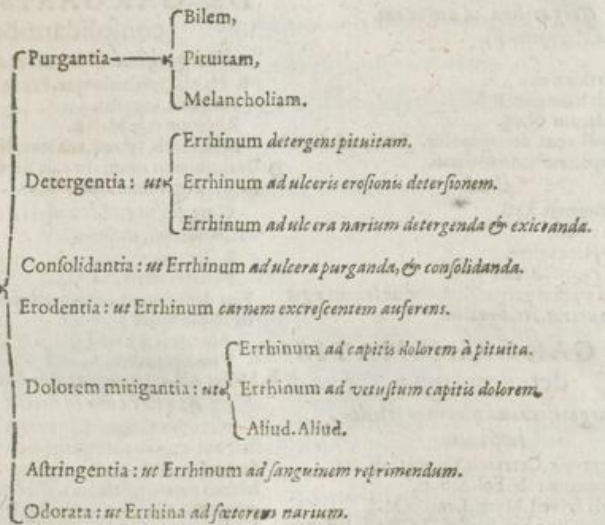 Bilem,
Purgantia
Pituitam,
Melancholiam.
Errhinum detergens pituitam.
Detergentia: ut Errhinum ad ulceris erosionis detersionem.
Errhinum ad ulcera narium detergenda & exiccanda.
Consolidantia: ut Errhinum ad ulcera purganda, & consolidanda.
Erodentia: ut Errhinum carnem excrescentem auferens.
Errhinum ad capitis dolorem à pituita.
Dolorem mitigantia: ut Errhinum ad vetustum capitis dolorem.
Aliud. Aliud.
Astringentia: ut Errhinum ad sanguinem reprimendum.
Odorata: ut Errhina ad fœtorem narium.